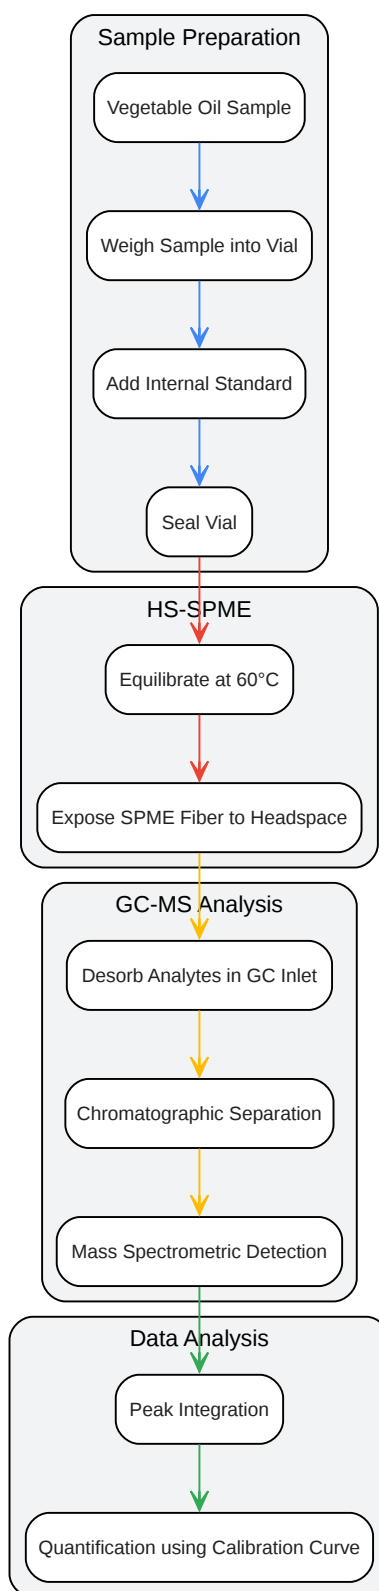 Sample Preparation
Vegetable Oil Sample
Weigh Sample into Vial
Add Internal Standard
Seal Vial
HS-SPME
Equilibrate at 60°C
Expose SPME Fiber to Headspace
GC-MS Analysis
Desorb Analytes in GC Inlet
Chromatographic Separation
Mass Spectrometric Detection
Data Analysis
Peak Integration
Quantification using Calibration Curve